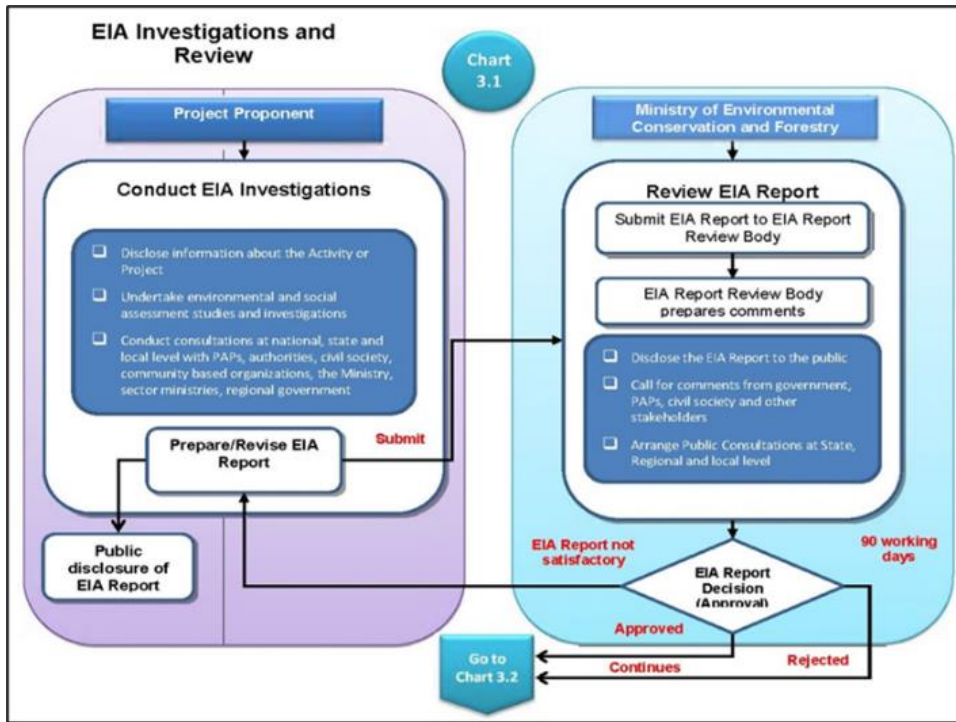 EIA Investigations and
Review
Chart
3.1
Project Proponent
Conduct EIA Investigations
Disclose information about the Activity or
Project
Undertake environmental and social
assessment studies and investigations
Conduct consultations at national, state and
local level with PAPs, authorities, civil society,
community based organizations, the Ministry,
sector ministries, regional government
Prepare/Revise EIA
Report
Submit
Public
disclosure of
EIA Report
Ministry of Environmental
Conservation and Forestry
Review EIA Report
Submit EIA Report to EIA Report
Review Body
EIA Report Review Body
prepares comments
Disclose the EIA Report to the public
Call for comments from government,
PAPs, civil society and other
stakeholders
Arrange Public Consultations at State,
Regional and local level
EIA Report not
satisfactory
90 working
days
EIA Report
Decision
(Approval)
Approved
Continues
Rejected
Go to
Chart 3.2